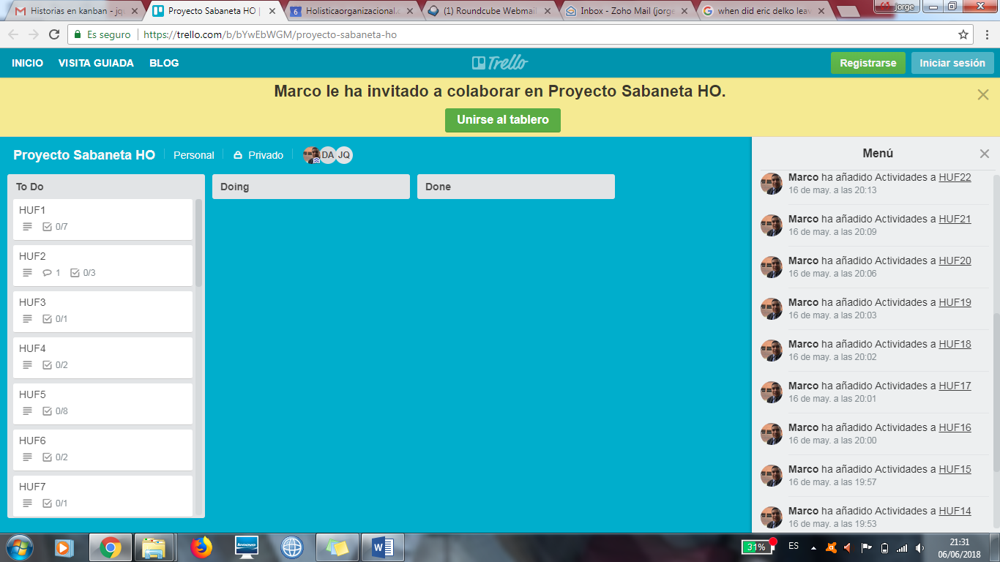 Historias en kanban - jq
Proyecto Sabaneta HO |
Holisticaorganizacional.c
(1) Roundcube Webmail
Inbox - Zoho Mail (jorge
when did eric delko leav
jorge
Es seguro
https://trello.com/b/bYwEbWGM/proyecto-sabaneta-ho
INICIO
VISITA GUIADA
BLOG
Trello
Registrarse
Iniciar sesión
Marco le ha invitado a colaborar en Proyecto Sabaneta HO.
Unirse al tablero
Proyecto Sabaneta HO
Personal
Privado
DA
JQ
To Do
HUF1
0/7
HUF2
1
0/3
HUF3
0/1
HUF4
0/2
HUF5
0/8
HUF6
0/2
HUF7
0/1
Doing
Done
Menú
Marco ha añadido Actividades a HUF22
16 de may. a las 20:13
Marco ha añadido Actividades a HUF21
16 de may. a las 20:09
Marco ha añadido Actividades a HUF20
16 de may. a las 20:06
Marco ha añadido Actividades a HUF19
16 de may. a las 20:03
Marco ha añadido Actividades a HUF18
16 de may. a las 20:02
Marco ha añadido Actividades a HUF17
16 de may. a las 20:01
Marco ha añadido Actividades a HUF16
16 de may. a las 20:00
Marco ha añadido Actividades a HUF15
16 de may. a las 19:57
Marco ha añadido Actividades a HUF14
16 de may. a las 19:53
lenovo
31%
ES
21:31
06/06/2018